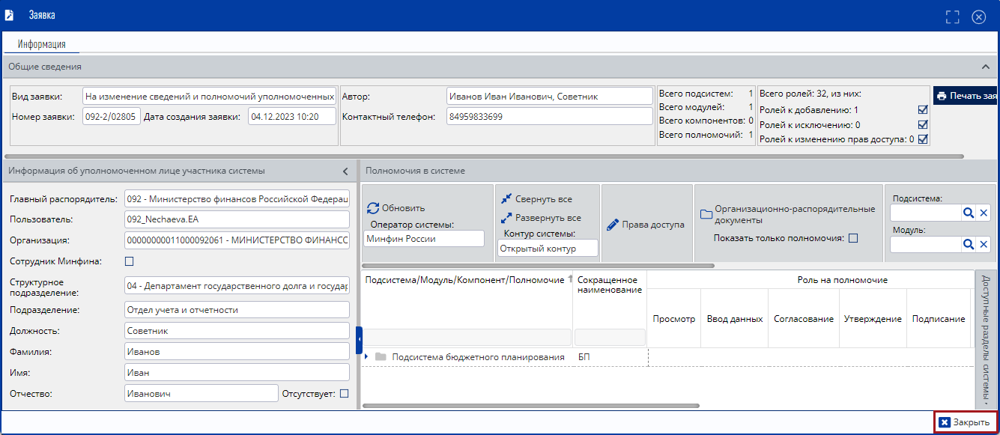 Заявка
Информация
Общие сведения
Вид заявки: На изменение сведений и полномочий уполномоченных
Номер заявки: 092-2/02805 Дата создания заявки: 04.12.2023 10:20
Автор: Иванов Иван Иванович, Советник
Контактный телефон: 84959833699
Всего подсистем: 1
Всего модулей: 1
Всего компонентов: 0
Всего полномочий: 1
Всего ролей: 32, из них:
Ролей к добавлению: 1
Ролей к исключению: 0
Ролей к изменению прав доступа: 0
Печать зая
Информация об уполномоченном лице участника системы
Главный распорядитель: 092 - Министерство финансов Российской Федерац
Пользователь: 092_Nechaeva.EA
Организация: 00000000011000092061 - МИНИСТЕРСТВО ФИНАНСС
Сотрудник Минфина:
Структурное
подразделение: 04 - Департамент государственного долга и государ
Подразделение: Отдел учета и отчетности
Должность: Советник
Фамилия: Иванов
Имя: Иван
Отчество: Иванович Отсутствует:
Полномочия в системе
Обновить
Оператор системы:
Минфин России
Свернуть все
Развернуть все
Контур системы:
Открытый контур
Права доступа
Организационно-распорядительные
документы
Показать только полномочия:
Подсистема:
Модуль:
Подсистема/Модуль/Компонент/Полномочие
Сокращенное
наименование
Роль на полномочие
Просмотр Ввод данных Согласование Утверждение Подписание
Подсистема бюджетного планирования БП
Доступные разделы системы
Закрыть